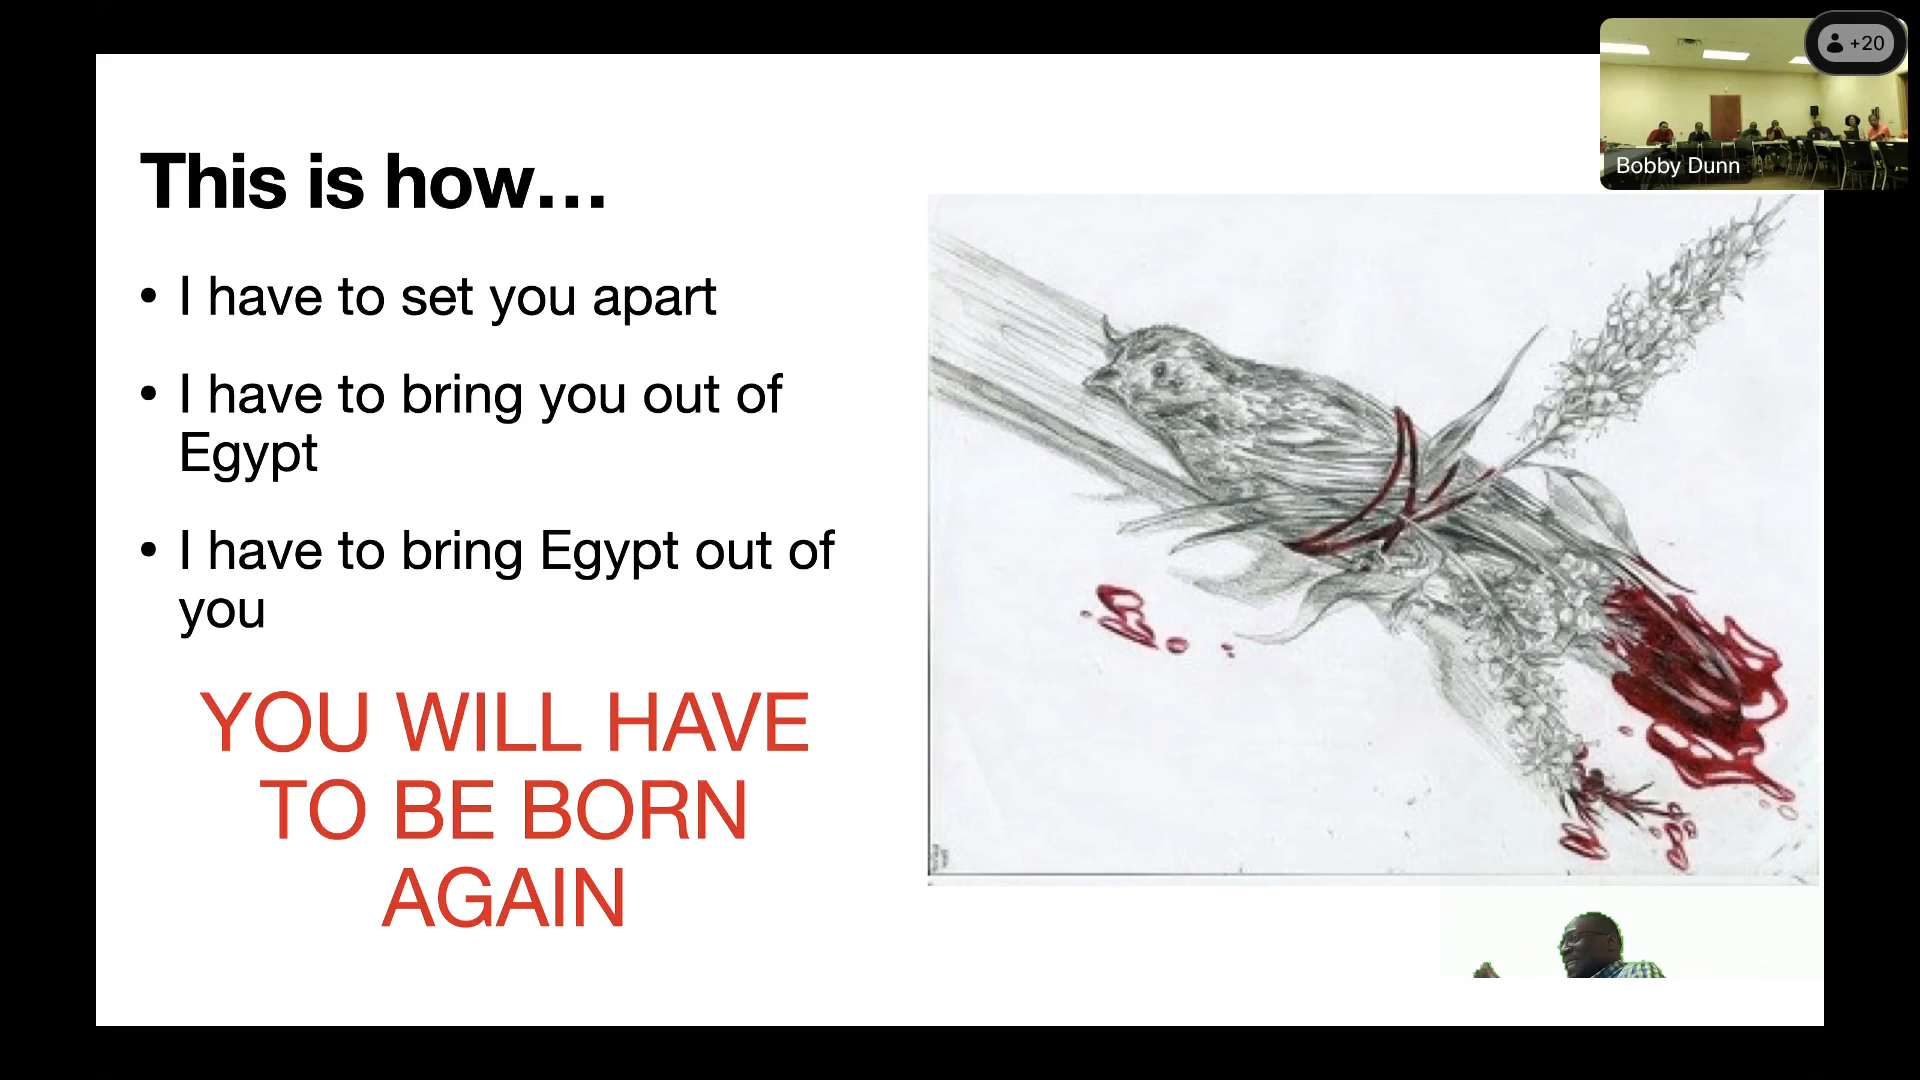 +20
Bobby Dunn
This is how…
• I have to set you apart
• I have to bring you out of
Egypt
• I have to bring Egypt out of
you
YOU WILL HAVE
TO BE BORN
AGAIN